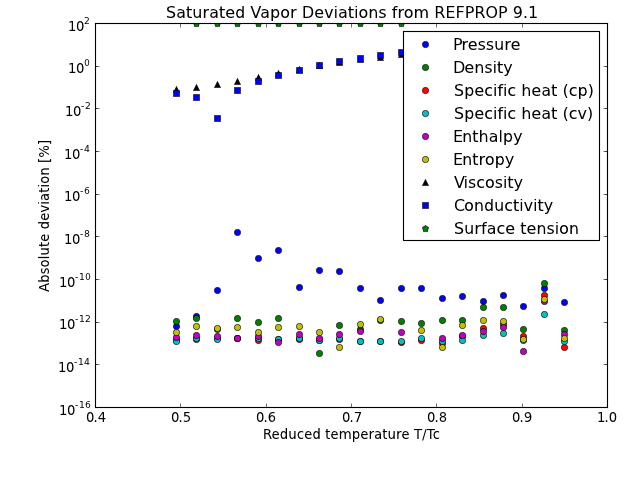 Saturated Vapor Deviations from REFPROP 9.1
10^2
10^0
10^-2
10^-4
10^-6
10^-8
10^-10
10^-12
10^-14
10^-16
Absolute deviation [%]
Pressure
Density
Specific heat (cp)
Specific heat (cv)
Enthalpy
Entropy
Viscosity
Conductivity
Surface tension
0.4 0.5 0.6 0.7 0.8 0.9 1.0
Reduced temperature T/Tc